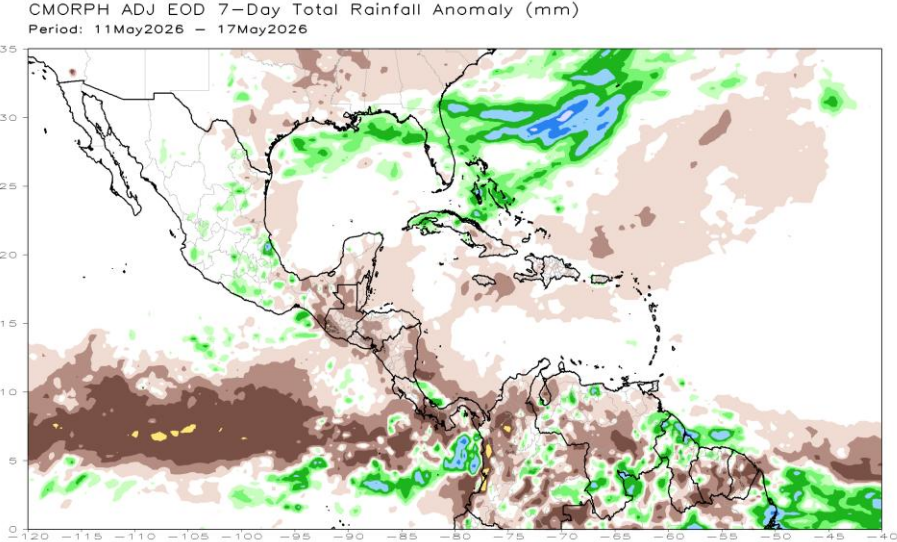 CMORPH ADJ EOD 7-Day Total Rainfall Anomaly (mm)
Period: 11May2026 - 17May2026
35
30
25
20
15
10
5
0
-120 -115 -110 -105 -100 -95 -90 -85 -80 -75 -70 -65 -60 -55 -50 -45 -40